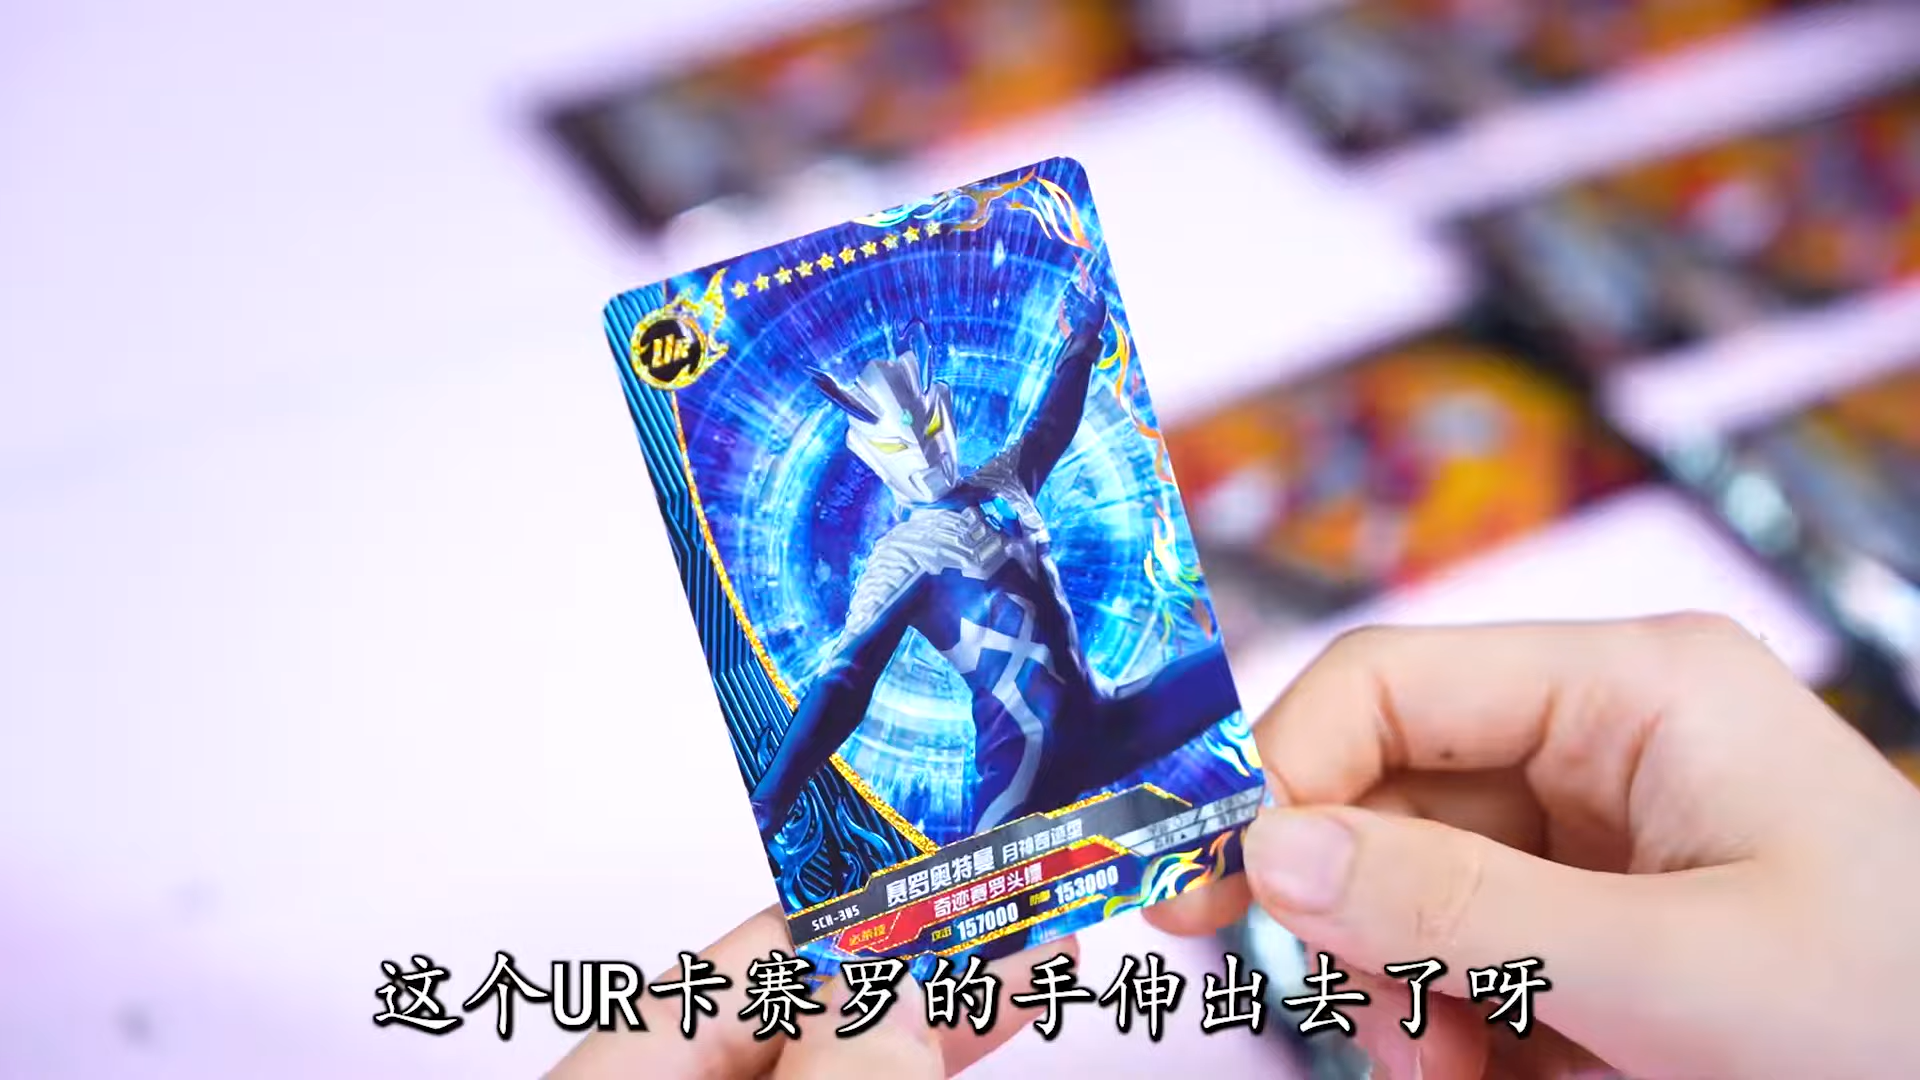 UR
赛罗奥特曼 月神奇迹型
奇迹赛罗头镖
必杀技
攻击 157000 防御 153000
这个UR卡赛罗的手伸出去了呀